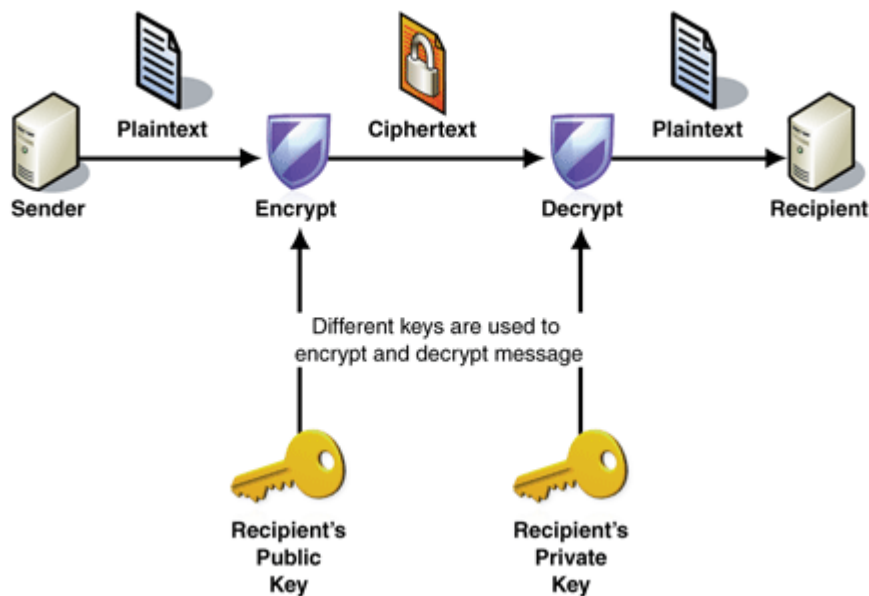 Plaintext
Ciphertext
Plaintext
Sender
Encrypt
Decrypt
Recipient
Different keys are used to
encrypt and decrypt message
Recipient's
Public
Key
Recipient's
Private
Key